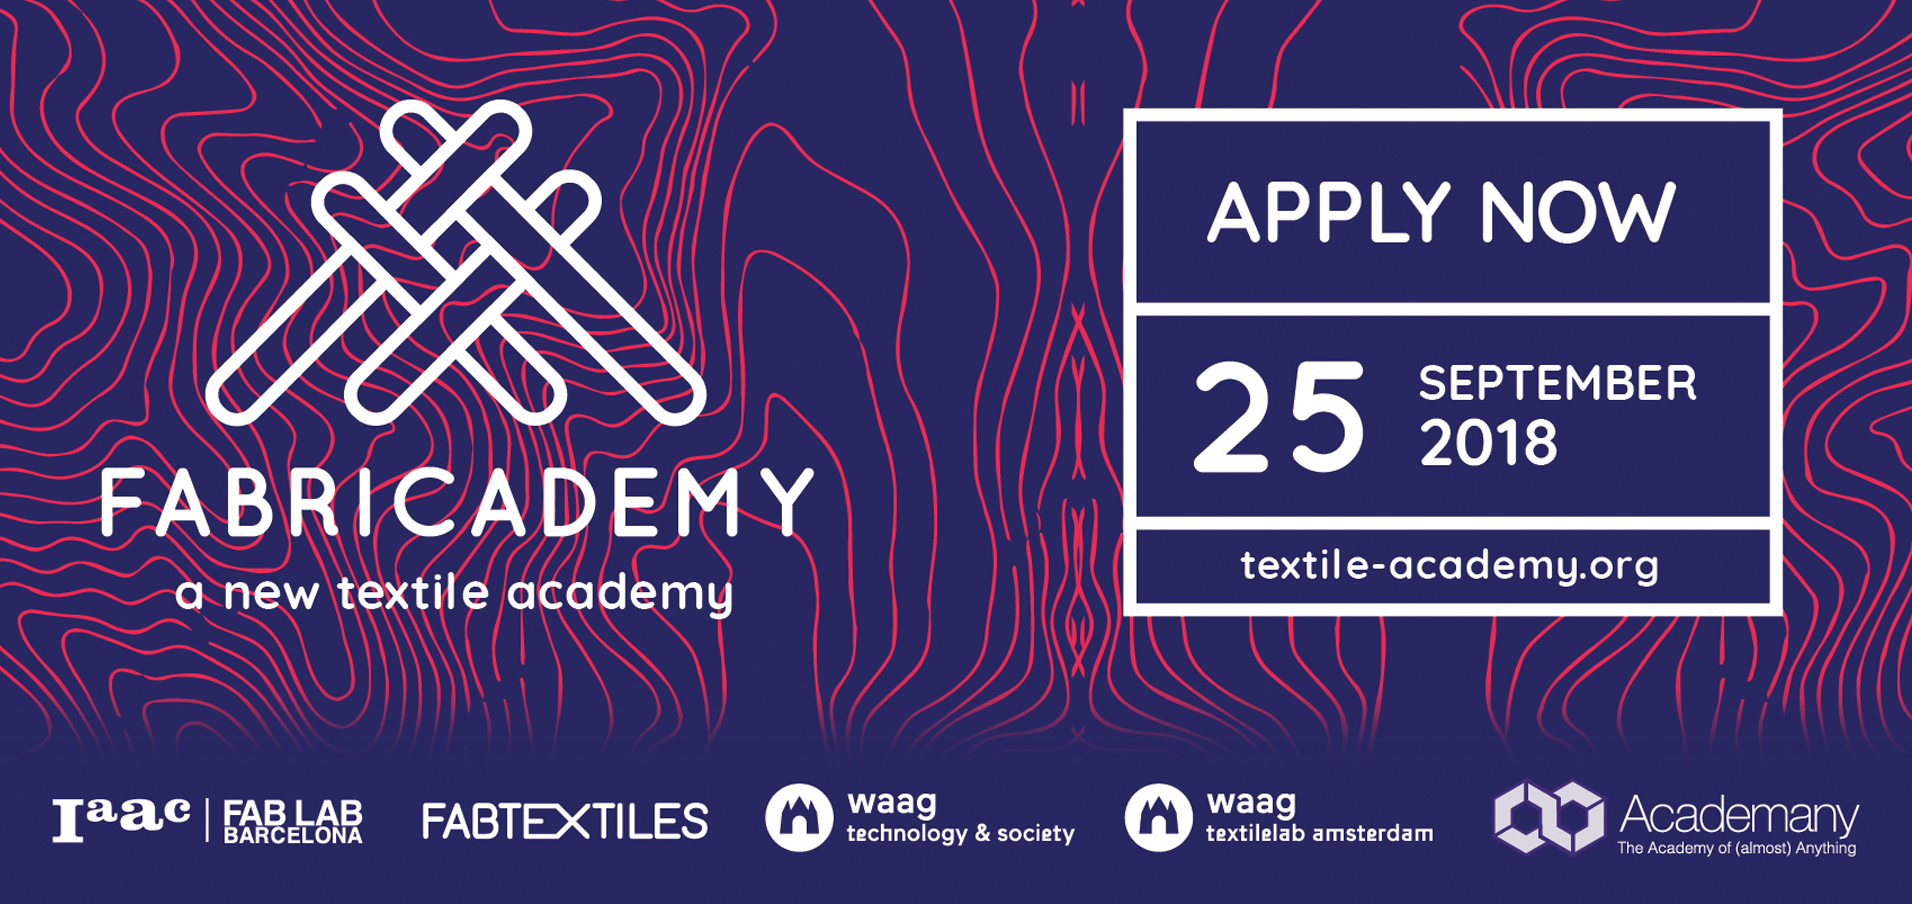 FABRICADEMY
a new textile academy
APPLY NOW
25
SEPTEMBER
2018
textile-academy.org
Iaac
FAB LAB
BARCELONA
FABTEXTILES
waag
technology & society
waag
textilelab amsterdam
Academany
The Academy of (almost) Anything